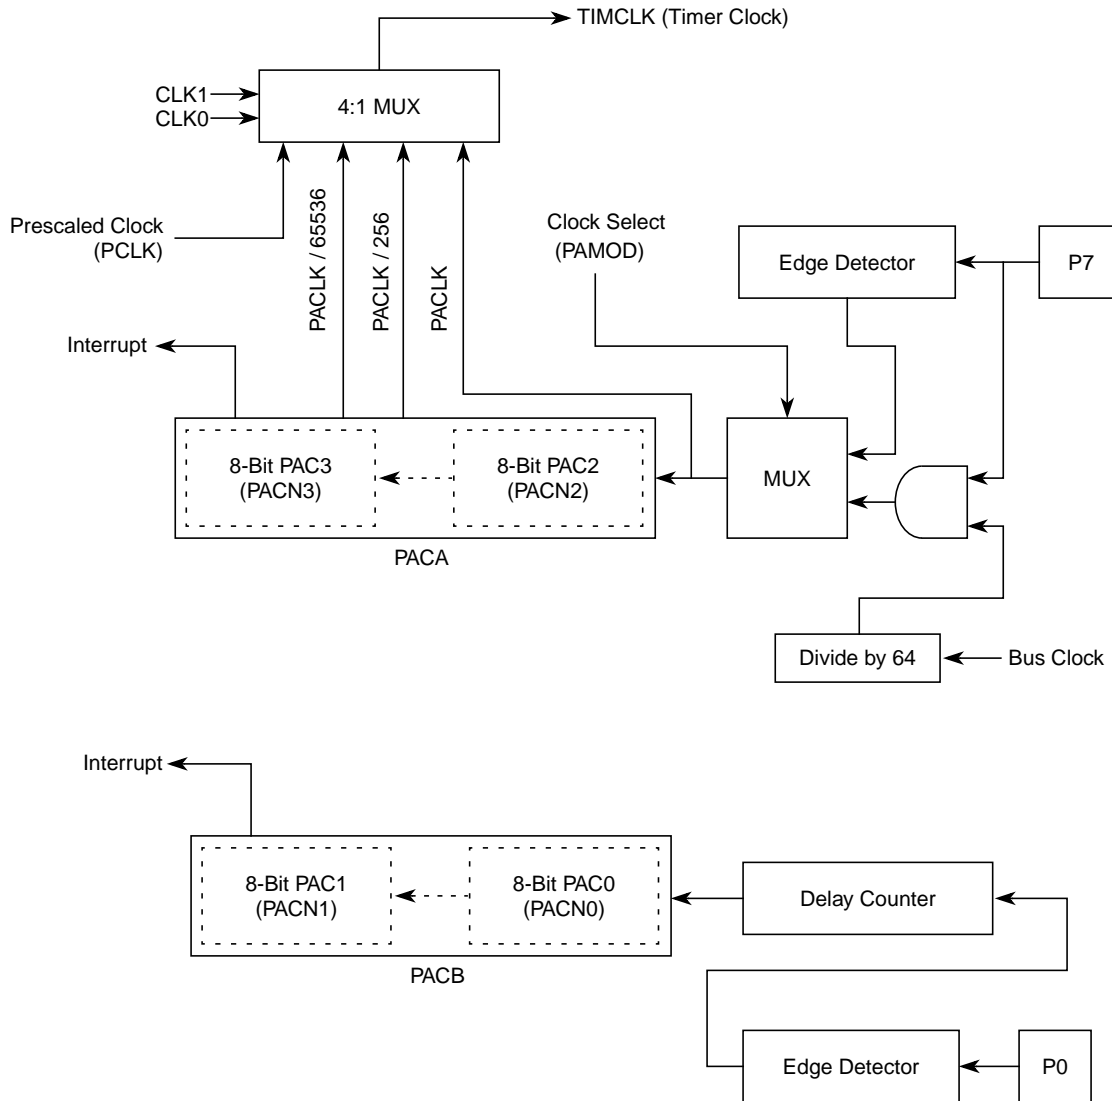 TIMCLK (Timer Clock)
CLK1
CLK0
4:1 MUX
Prescaled Clock
(PCLK)
PACLK / 65536
PACLK / 256
PACLK
Clock Select
(PAMOD)
Edge Detector
P7
Interrupt
8-Bit PAC3
(PACN3)
8-Bit PAC2
(PACN2)
MUX
PACA
Divide by 64
Bus Clock
Interrupt
8-Bit PAC1
(PACN1)
8-Bit PAC0
(PACN0)
Delay Counter
PACB
Edge Detector
P0